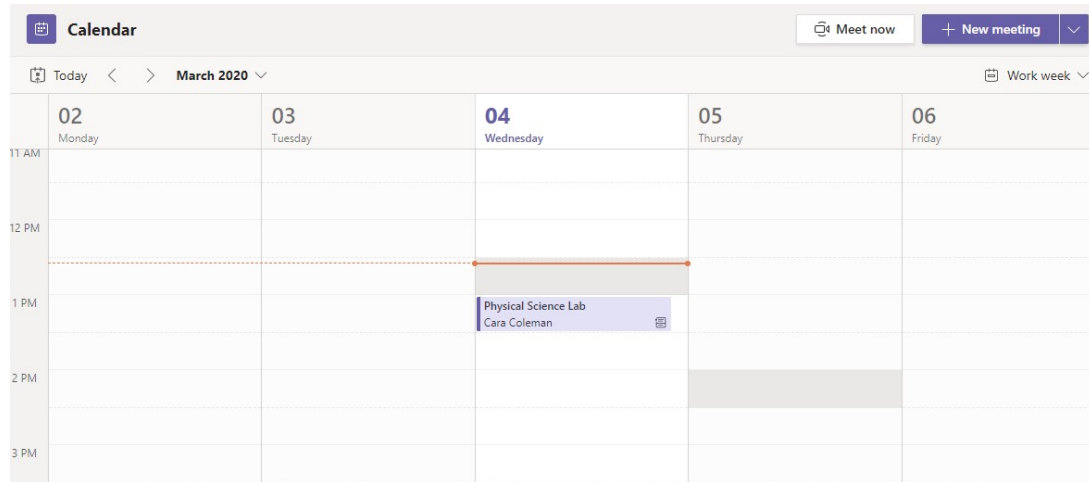 Calendar
Meet now
+ New meeting
Today
March 2020
Work week
02
Monday
03
Tuesday
04
Wednesday
05
Thursday
06
Friday
11 AM
12 PM
1 PM
Physical Science Lab
Cara Coleman
2 PM
3 PM